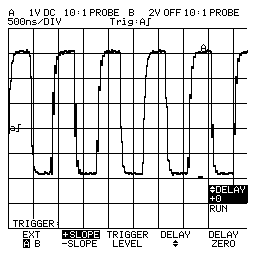 A 1V DC 10:1 PROBE B 2V OFF 10:1 PROBE
500ns/DIV Trig:A∫
A
a∫
◆DELAY
+0
RUN
TRIGGER:
EXT +SLOPE TRIGGER DELAY DELAY
A B -SLOPE LEVEL ◆ ZERO